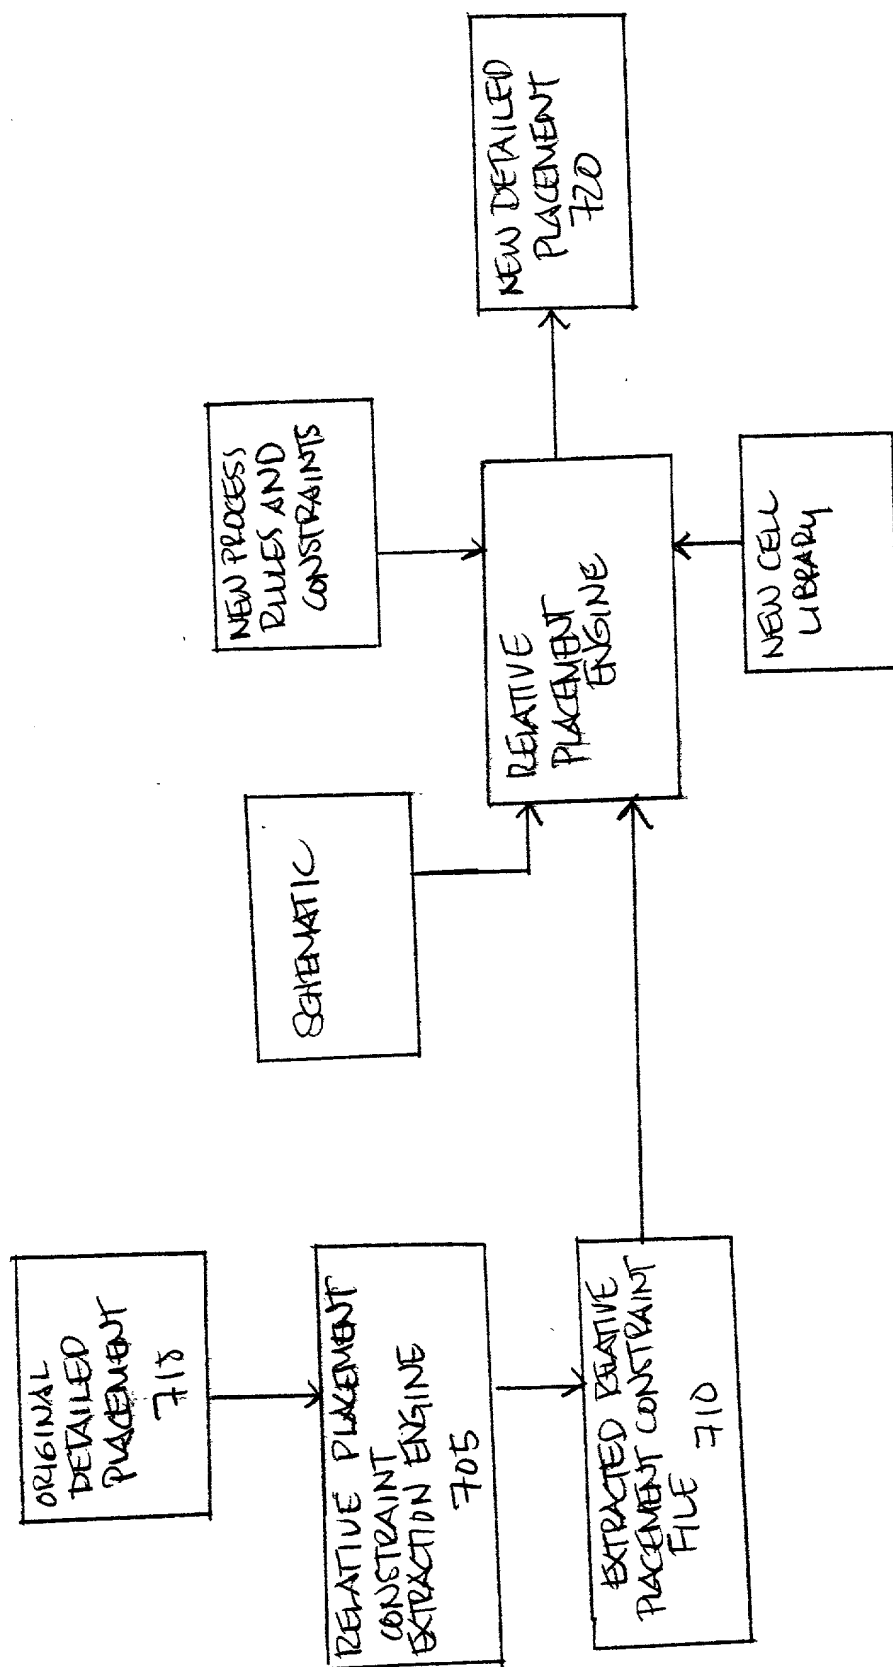 ORIGINAL
DETAILED
PLACEMENT
715
RELATIVE PLACEMENT
CONSTRAINT
EXTRACTION ENGINE
705
EXTRACTED RELATIVE
PLACEMENT CONSTRAINT
FILE 710
SCHEMATIC
NEW PROCESS
RULES AND
CONSTRAINTS
RELATIVE
PLACEMENT
ENGINE
NEW CELL
LIBRARY
NEW DETAILED
PLACEMENT
720